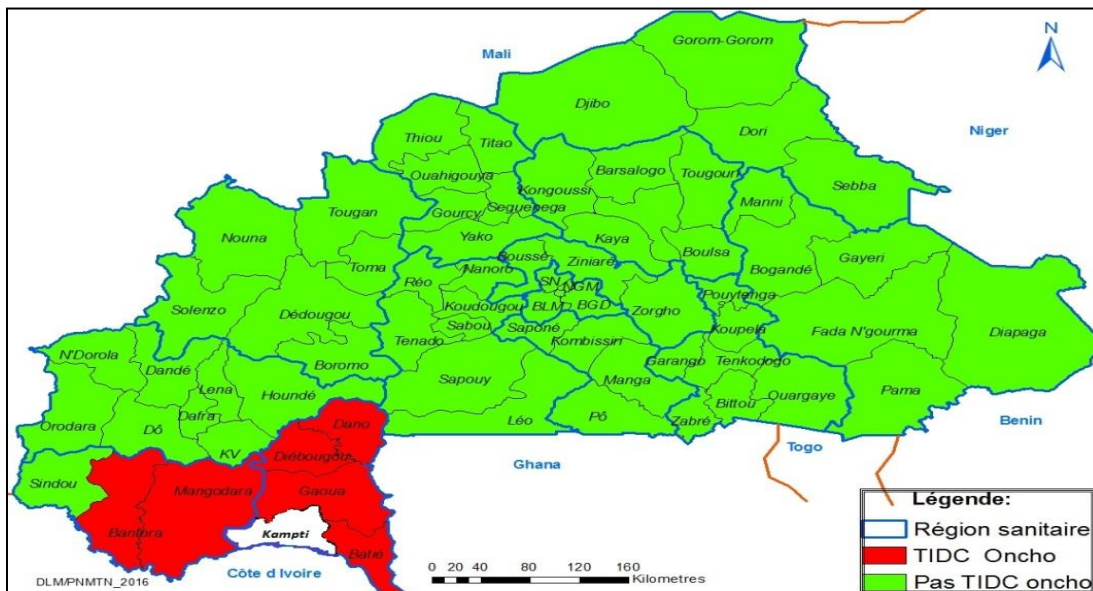 Gorom-Gorom
N
Mali
Djibo
Thiou
Titao
Dori
Niger
Ouahigouya
Barsalogo
Tougouri
Kongoussi
Sebba
Manni
Tougan
Gourcy
Seguenega
Nouna
Yako
Kaya
Boulsa
Gayeri
Toma
Boussé
Ziniaré
Bogandé
Réo
Nanoro
SN
NGM
Pouytenga
Solenzo
Dédougou
Koudougou
BLM
BGD
Zorgho
Fada N'gourma
Diapaga
Sabou
Saponé
Koupela
Tenado
Kombissiri
N'Dorola
Dandé
Boromo
Garango
Tenkodogo
Lena
Houndé
Sapouy
Manga
Pama
Dafra
Bittou
Ouargaye
Orodara
Dô
Léo
Pô
Zabré
Benin
Dano
KV
Diébougou
Ghana
Togo
Sindou
Mangodara
Gaoua
Légende:
Région sanitaire
Banfora
Kampti
Batié
TIDC Oncho
Côte d Ivoire
0 20 40 80 120 160
Kilometres
DLM/PNMTN_2016
Pas TIDC oncho